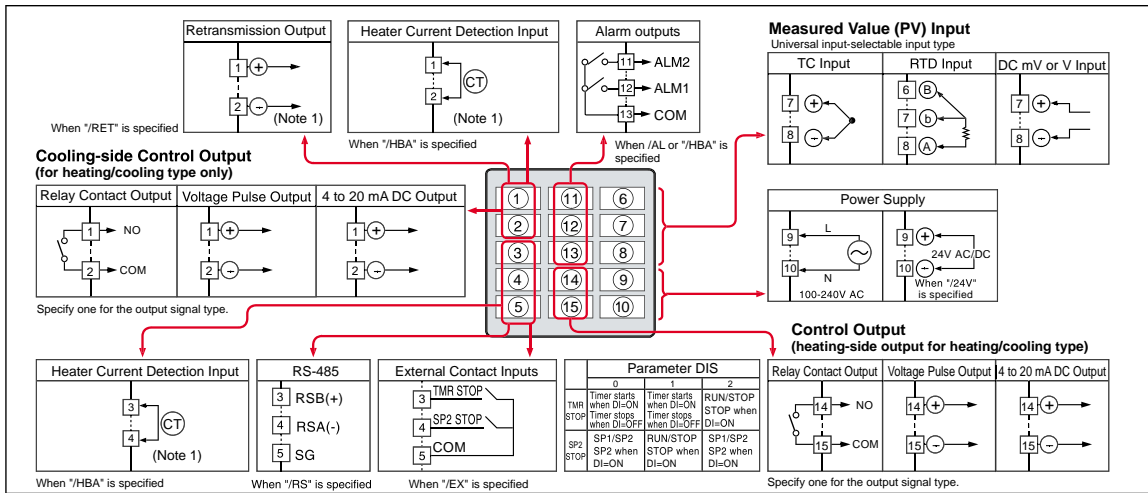 Retransmission Output
1 +
2 -
(Note 1)
When "/RET" is specified
Heater Current Detection Input
1
CT
2
(Note 1)
When "/HBA" is specified
Alarm outputs
11 ALM2
12 ALM1
13 COM
When /AL or "/HBA" is
specified
Measured Value (PV) Input
Universal input-selectable input type
TC Input
7 +
8 -
RTD Input
6 B
7 b
8 A
DC mV or V Input
7 +
8 -
Cooling-side Control Output
(for heating/cooling type only)
Relay Contact Output
1 NO
2 COM
Voltage Pulse Output
1 +
2 -
4 to 20 mA DC Output
1 +
2 -
Specify one for the output signal type.
1 11 6
2 12 7
3 13 8
4 14 9
5 15 10
Power Supply
9 L
10 N
100-240V AC
9 +
24V AC/DC
10 -
When "/24V"
is specified
Heater Current Detection Input
3
CT
4
(Note 1)
When "/HBA" is specified
RS-485
3 RSB(+)
4 RSA(-)
5 SG
When "/RS" is specified
External Contact Inputs
3 TMR STOP
4 SP2 STOP
5 COM
When "/EX" is specified
Parameter DIS
0 1 2
TMR
STOP
Timer starts
when DI=ON
Timer stops
when DI=OFF
Timer starts
when DI=ON
Timer stops
when DI=OFF
RUN/STOP
STOP when
DI=ON
SP2
STOP
SP1/SP2
SP2 when
DI=ON
RUN/STOP
STOP when
DI=ON
SP1/SP2
SP2 when
DI=ON
Control Output
(heating-side output for heating/cooling type)
Relay Contact Output
14 NO
15 COM
Voltage Pulse Output
14 +
15 -
4 to 20 mA DC Output
14 +
15 -
Specify one for the output signal type.